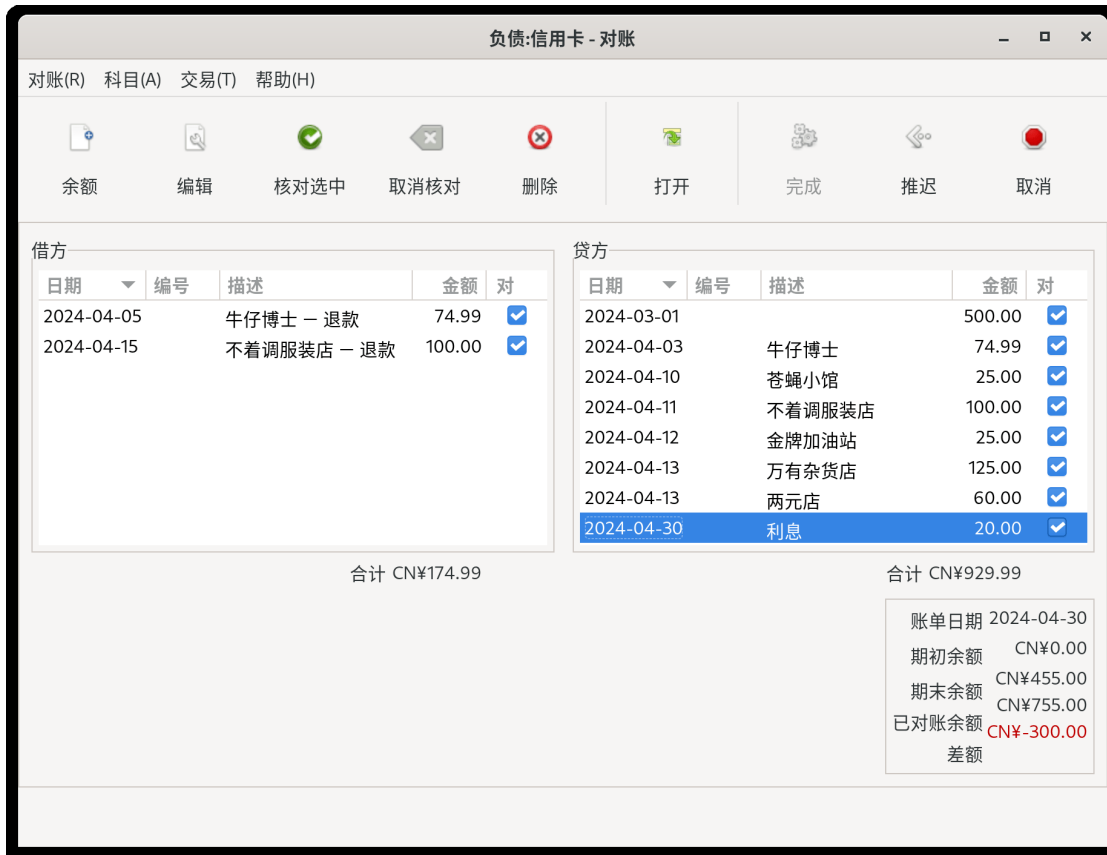 负债:信用卡 - 对账
对账(R) 科目(A) 交易(T) 帮助(H)
余额 编辑 核对选中 取消核对 删除 打开 完成 推迟 取消
借方
日期 编号 描述 金额 对
2024-04-05 牛仔博士 – 退款 74.99
2024-04-15 不着调服装店 – 退款 100.00
合计 CN¥174.99
贷方
日期 编号 描述 金额 对
2024-03-01 500.00
2024-04-03 牛仔博士 74.99
2024-04-10 苍蝇小馆 25.00
2024-04-11 不着调服装店 100.00
2024-04-12 金牌加油站 25.00
2024-04-13 万有杂货店 125.00
2024-04-13 两元店 60.00
2024-04-30 利息 20.00
合计 CN¥929.99
账单日期 2024-04-30
期初余额 CN¥0.00
期末余额 CN¥455.00
已对账余额 CN¥755.00
差额 CN¥-300.00